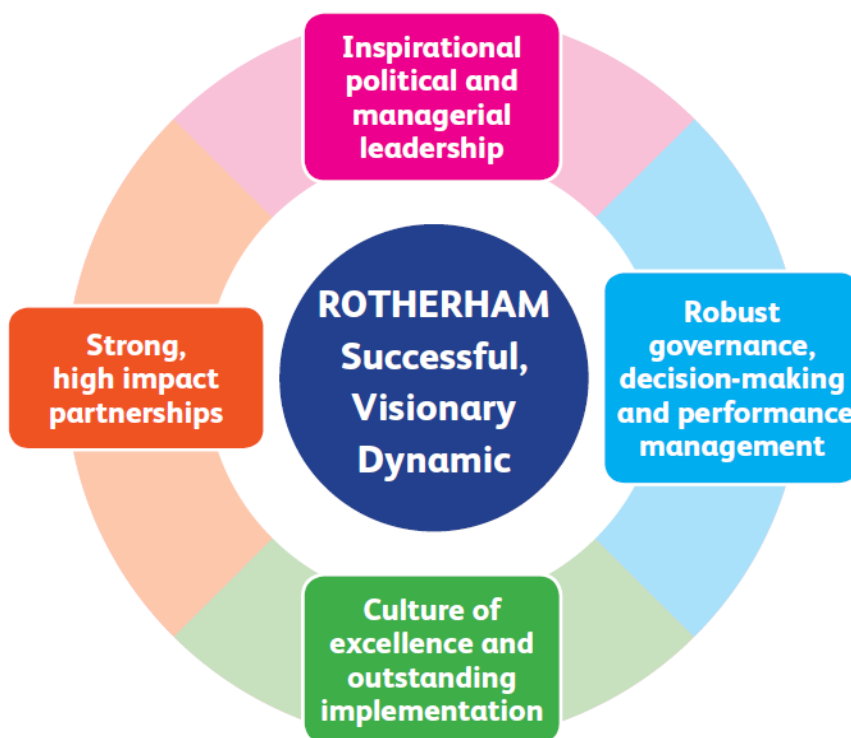 Inspirational
political and
managerial
leadership
ROTHERHAM
Successful,
Visionary
Dynamic
Robust
governance,
decision-making
and performance
management
Strong,
high impact
partnerships
Culture of
excellence and
outstanding
implementation